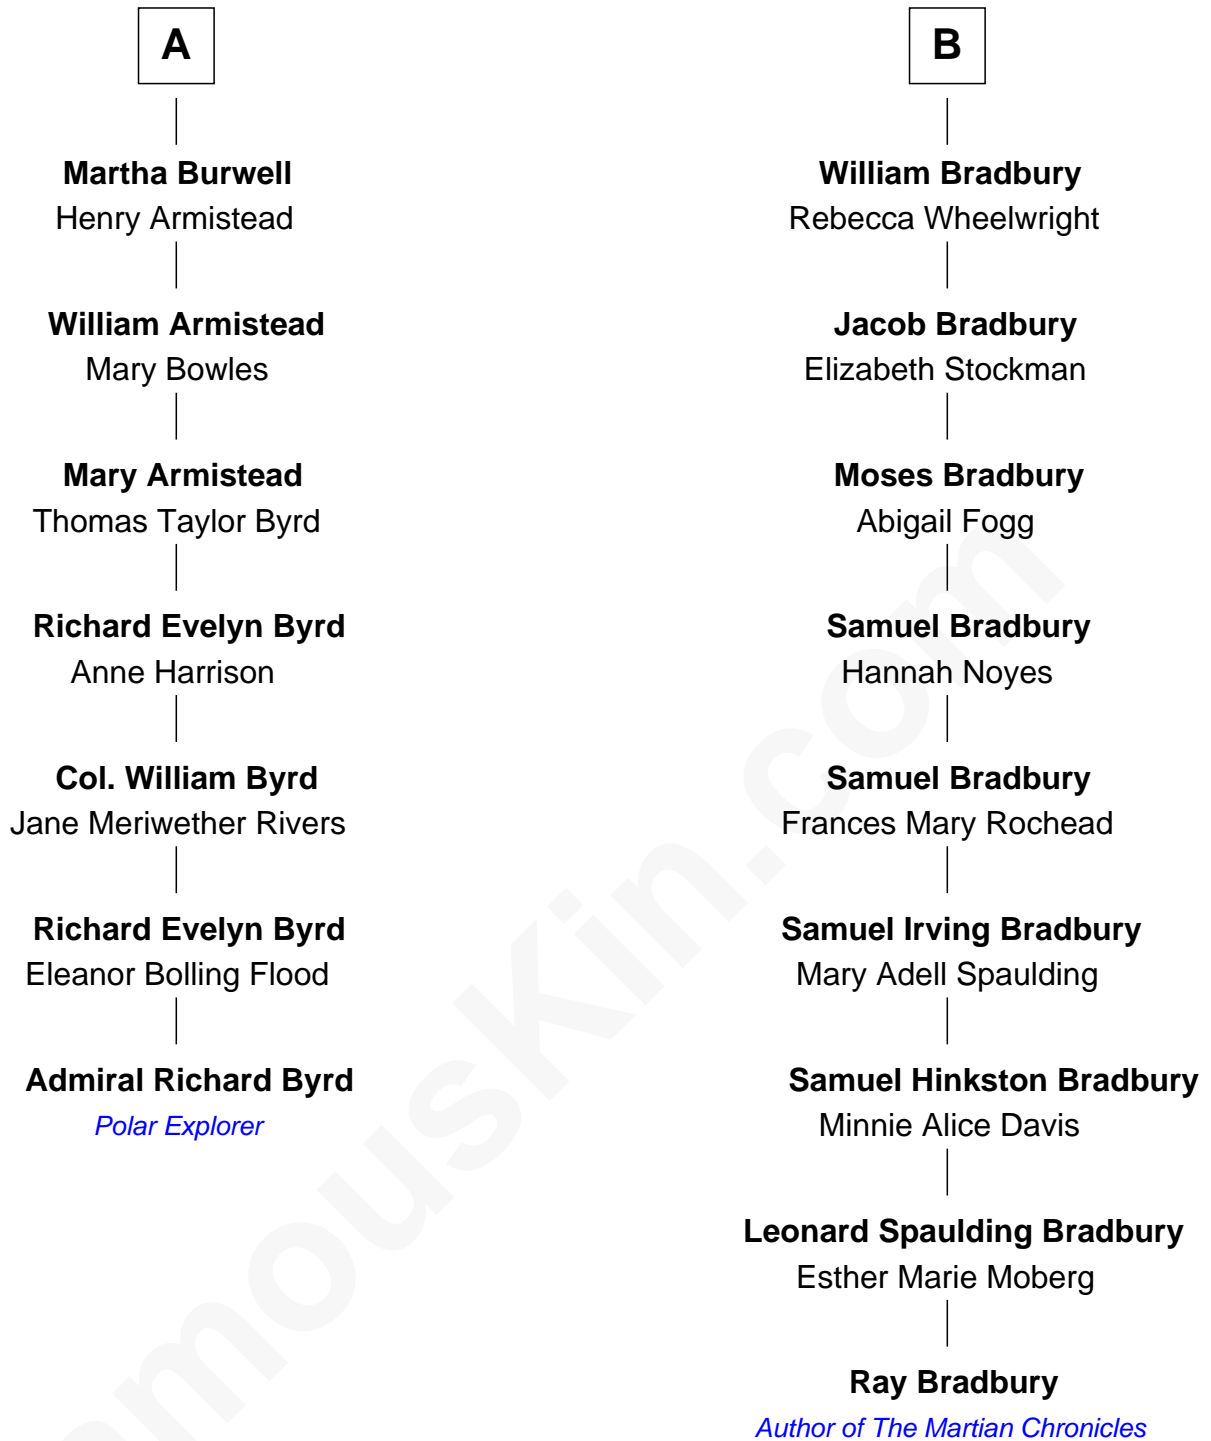 A
Martha Burwell
Henry Armistead
William Armistead
Mary Bowles
Mary Armistead
Thomas Taylor Byrd
Richard Evelyn Byrd
Anne Harrison
Col. William Byrd
Jane Meriwether Rivers
Richard Evelyn Byrd
Eleanor Bolling Flood
Admiral Richard Byrd
Polar Explorer
B
William Bradbury
Rebecca Wheelwright
Jacob Bradbury
Elizabeth Stockman
Moses Bradbury
Abigail Fogg
Samuel Bradbury
Hannah Noyes
Samuel Bradbury
Frances Mary Rochead
Samuel Irving Bradbury
Mary Adell Spaulding
Samuel Hinkston Bradbury
Minnie Alice Davis
Leonard Spaulding Bradbury
Esther Marie Moberg
Ray Bradbury
Author of The Martian Chronicles
amouskin.com